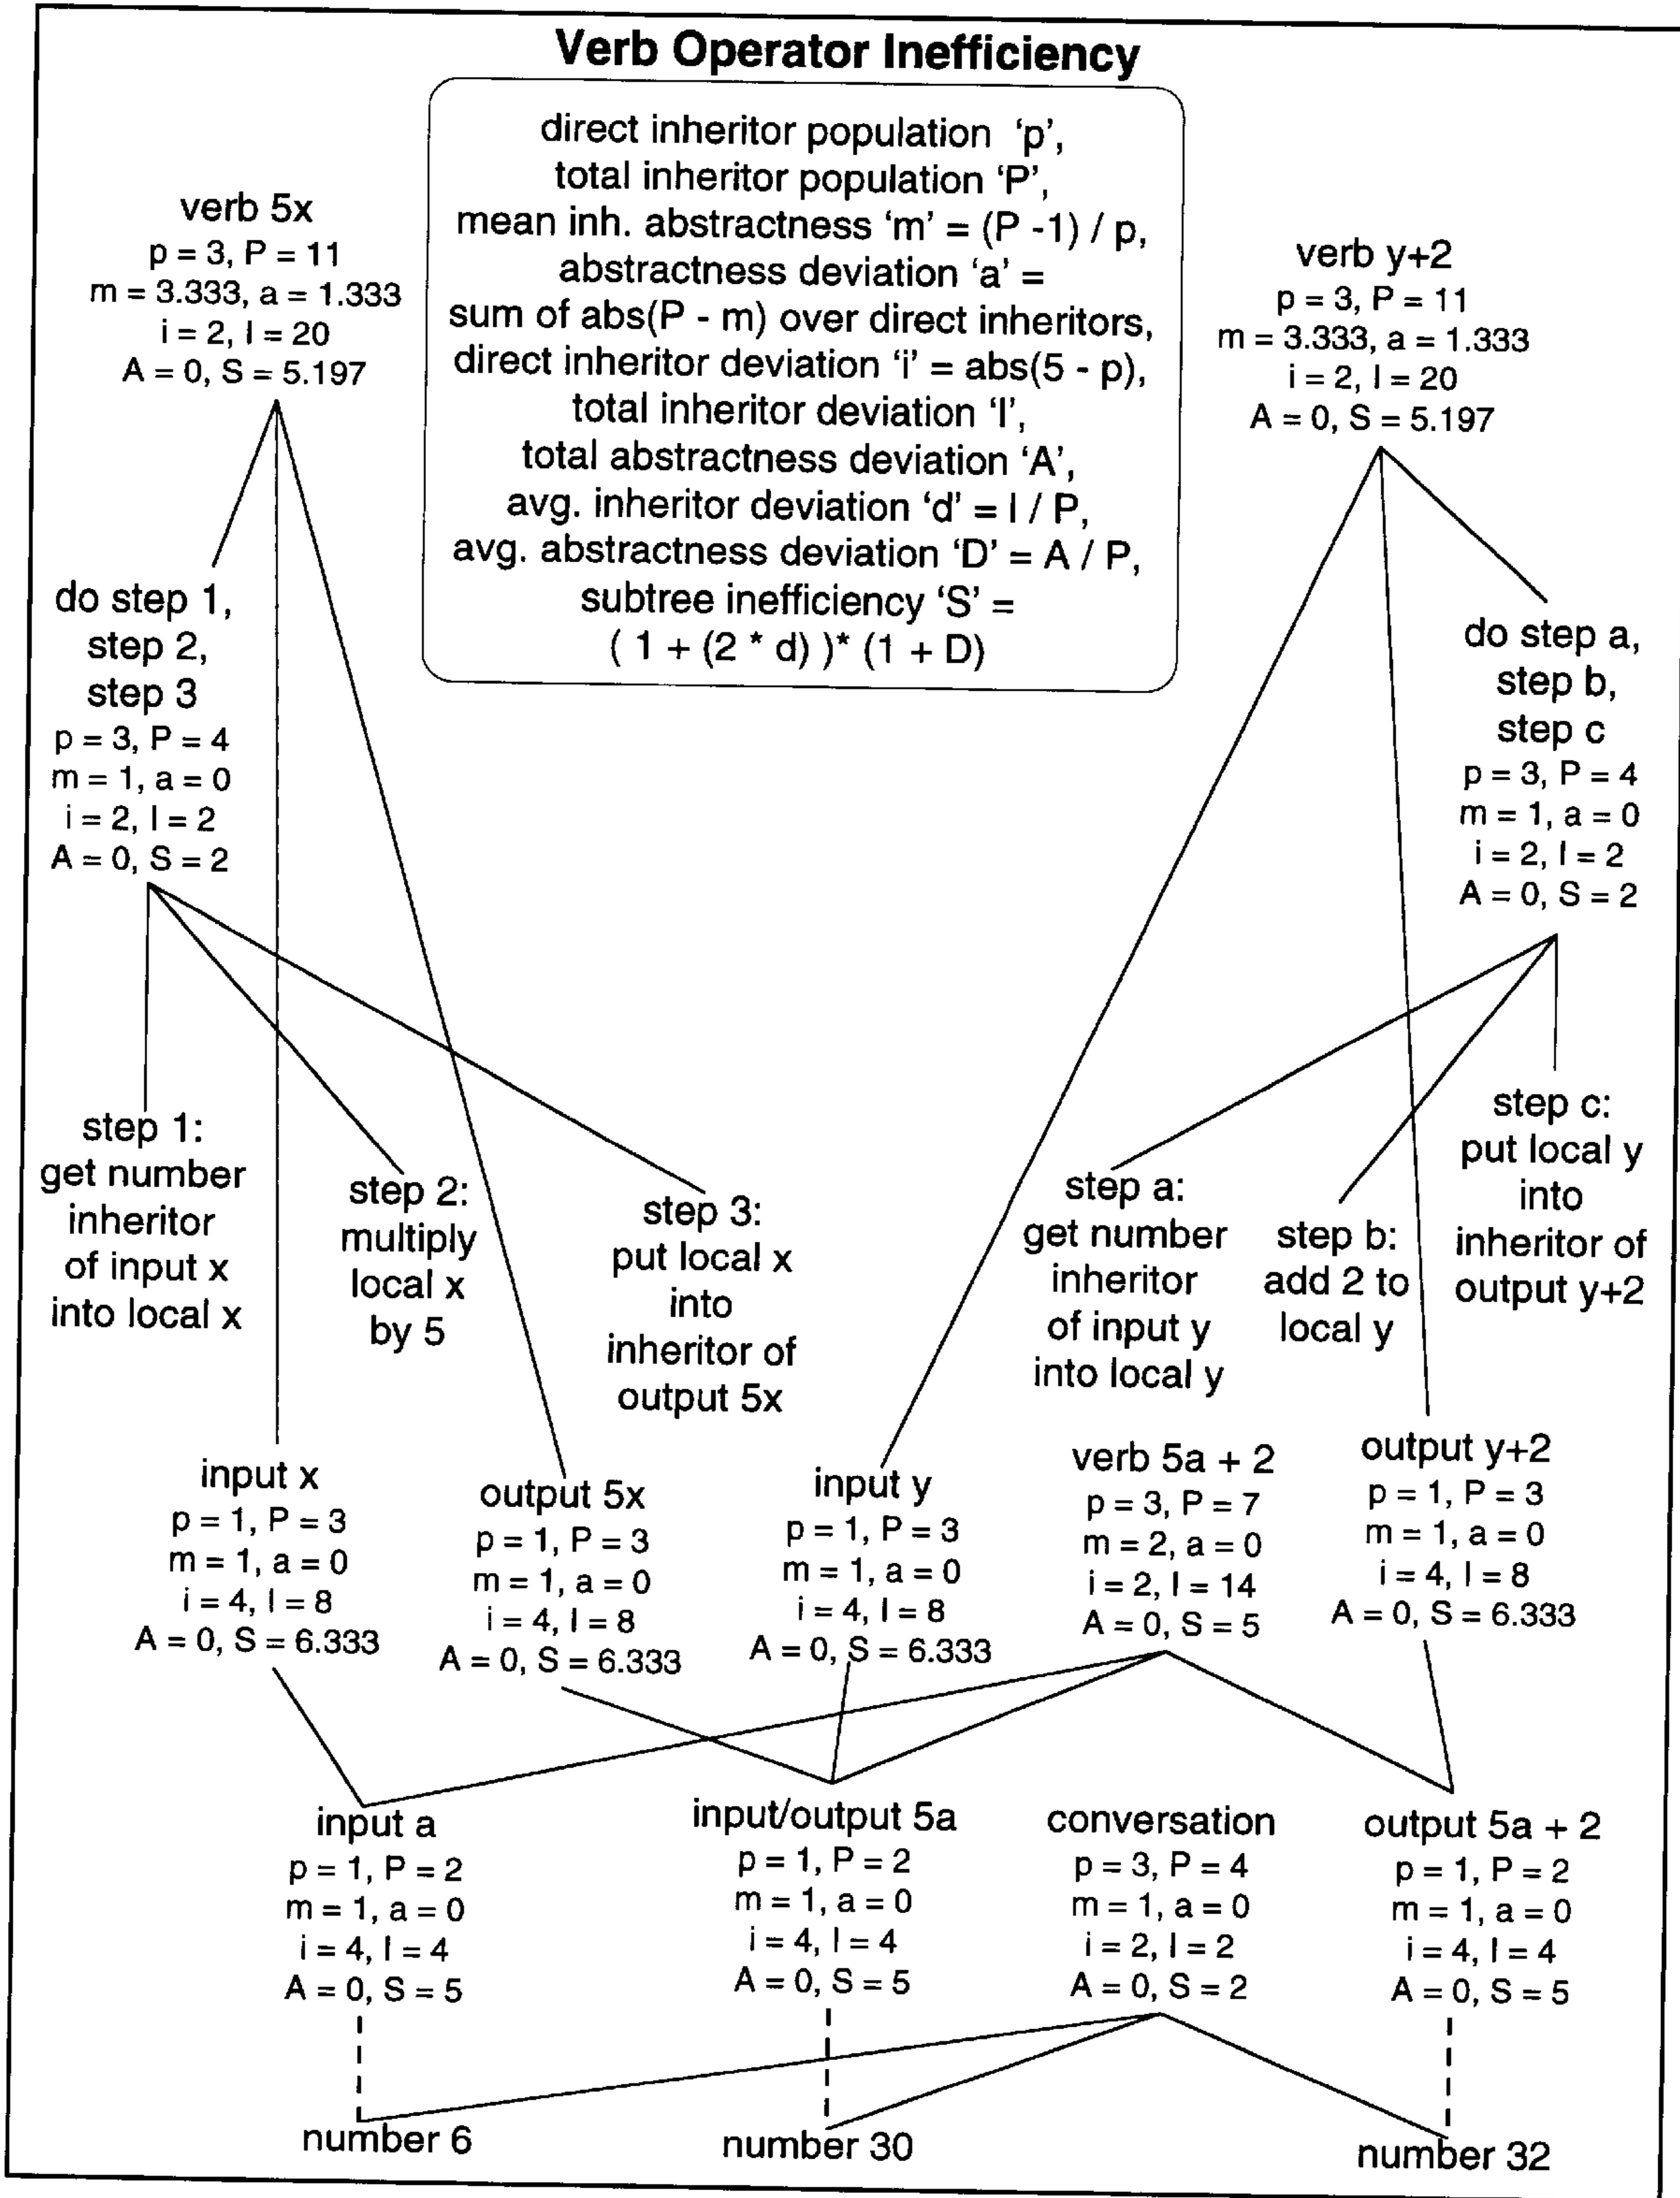 Verb Operator Inefficiency
direct inheritor population 'p',
total inheritor population 'P',
mean inh. abstractness 'm' = (P -1) / p,
abstractness deviation 'a' =
sum of abs(P - m) over direct inheritors,
direct inheritor deviation 'i' = abs(5 - p),
total inheritor deviation 'I',
total abstractness deviation 'A',
avg. inheritor deviation 'd' = I / P,
avg. abstractness deviation 'D' = A / P,
subtree inefficiency 'S' =
( 1 + (2 * d) )* (1 + D)
verb 5x
p = 3, P = 11
m = 3.333, a = 1.333
i = 2, I = 20
A = 0, S = 5.197
verb y+2
p = 3, P = 11
m = 3.333, a = 1.333
i = 2, I = 20
A = 0, S = 5.197
do step 1,
step 2,
step 3
p = 3, P = 4
m = 1, a = 0
i = 2, I = 2
A = 0, S = 2
do step a,
step b,
step c
p = 3, P = 4
m = 1, a = 0
i = 2, I = 2
A = 0, S = 2
step 1:
get number
inheritor
of input x
into local x
step 2:
multiply
local x
by 5
step 3:
put local x
into
inheritor of
output 5x
step a:
get number
inheritor
of input y
into local y
step b:
add 2 to
local y
step c:
put local y
into
inheritor of
output y+2
input x
p = 1, P = 3
m = 1, a = 0
i = 4, I = 8
A = 0, S = 6.333
output 5x
p = 1, P = 3
m = 1, a = 0
i = 4, I = 8
A = 0, S = 6.333
input y
p = 1, P = 3
m = 1, a = 0
i = 4, I = 8
A = 0, S = 6.333
verb 5a + 2
p = 3, P = 7
m = 2, a = 0
i = 2, I = 14
A = 0, S = 5
output y+2
p = 1, P = 3
m = 1, a = 0
i = 4, I = 8
A = 0, S = 6.333
input a
p = 1, P = 2
m = 1, a = 0
i = 4, I = 4
A = 0, S = 5
input/output 5a
p = 1, P = 2
m = 1, a = 0
i = 4, I = 4
A = 0, S = 5
conversation
p = 3, P = 4
m = 1, a = 0
i = 2, I = 2
A = 0, S = 2
output 5a + 2
p = 1, P = 2
m = 1, a = 0
i = 4, I = 4
A = 0, S = 5
number 6
number 30
number 32